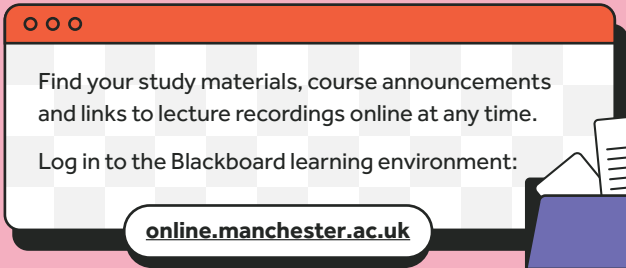 Find your study materials, course announcements
and links to lecture recordings online at any time.
Log in to the Blackboard learning environment:
online.manchester.ac.uk